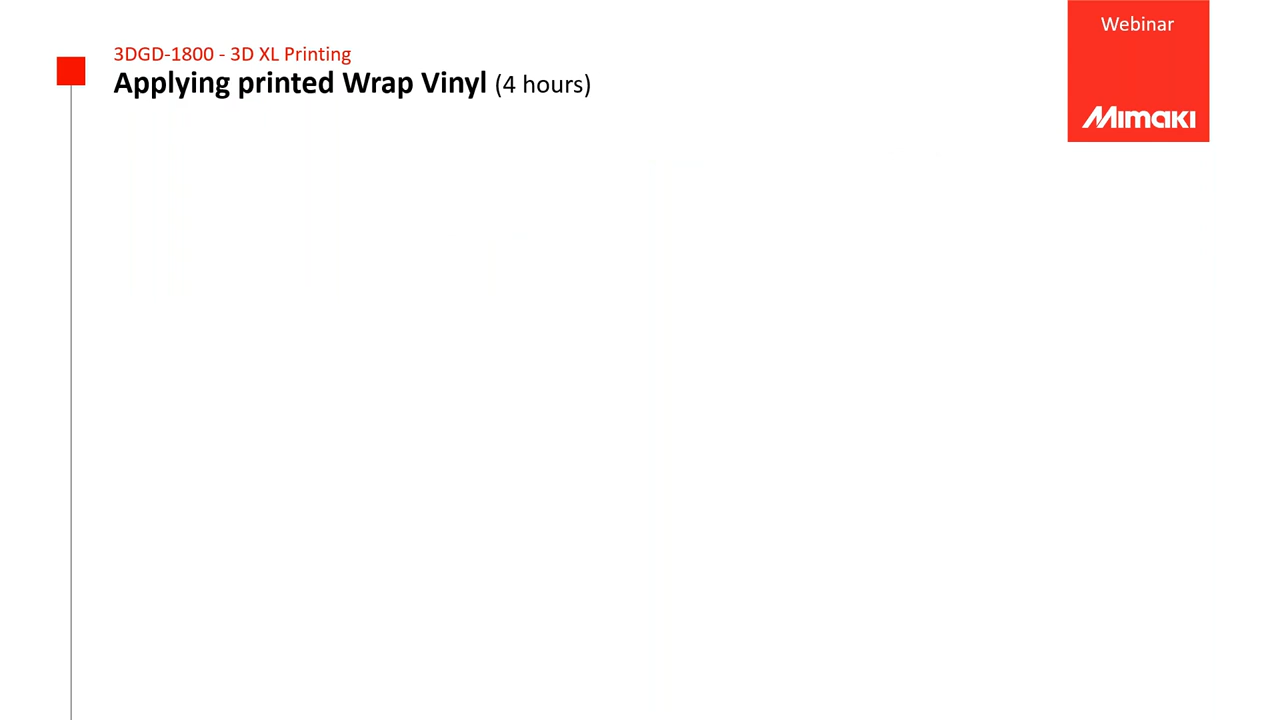 Webinar
3DGD-1800 - 3D XL Printing
Applying printed Wrap Vinyl (4 hours)
Mimaki